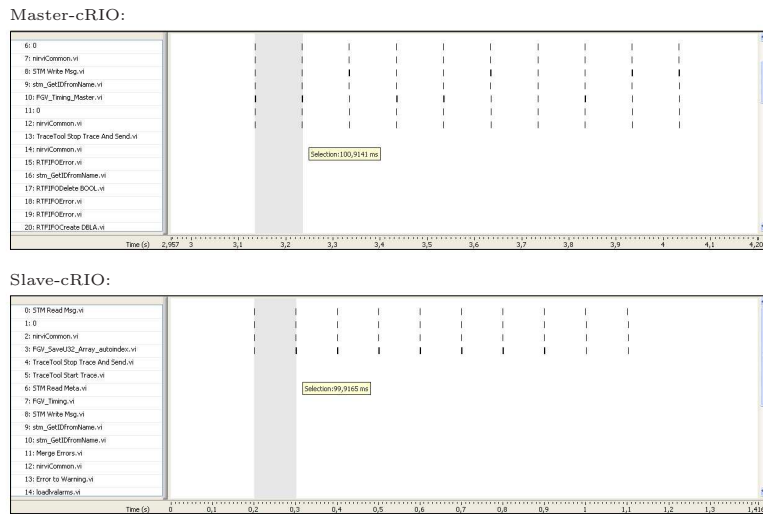 Master-cRIO:
6: 0
7: nirviCommon.vi
8: STM Write Msg.vi
9: stm_GetIDfromName.vi
10: FGV_Timing_Master.vi
11: 0
12: nirviCommon.vi
13: TraceTool Stop Trace And Send.vi
14: nirviCommon.vi
Selection:100,9141 ms
15: RTFIFOError.vi
16: stm_GetIDfromName.vi
17: RTFIFODelete BOOL.vi
18: RTFIFOError.vi
19: RTFIFOError.vi
20: RTFIFOCreate DBLA.vi
Time (s) 2,957 3 3,1 3,2 3,3 3,4 3,5 3,6 3,7 3,8 3,9 4 4,1 4,20
Slave-cRIO:
0: STM Read Msg.vi
1: 0
2: nirviCommon.vi
3: FGV_SaveU32_Array_autoindex.vi
4: TraceTool Stop Trace And Send.vi
5: TraceTool Start Trace.vi
6: STM Read Meta.vi
Selection:99,9165 ms
7: FGV_Timing.vi
8: STM Write Msg.vi
9: stm_GetIDfromName.vi
10: stm_GetIDfromName.vi
11: Merge Errors.vi
12: nirviCommon.vi
13: Error to Warning.vi
14: loadlvalarms.vi
Time (s) 0 0,1 0,2 0,3 0,4 0,5 0,6 0,7 0,8 0,9 1 1,1 1,2 1,3 1,416